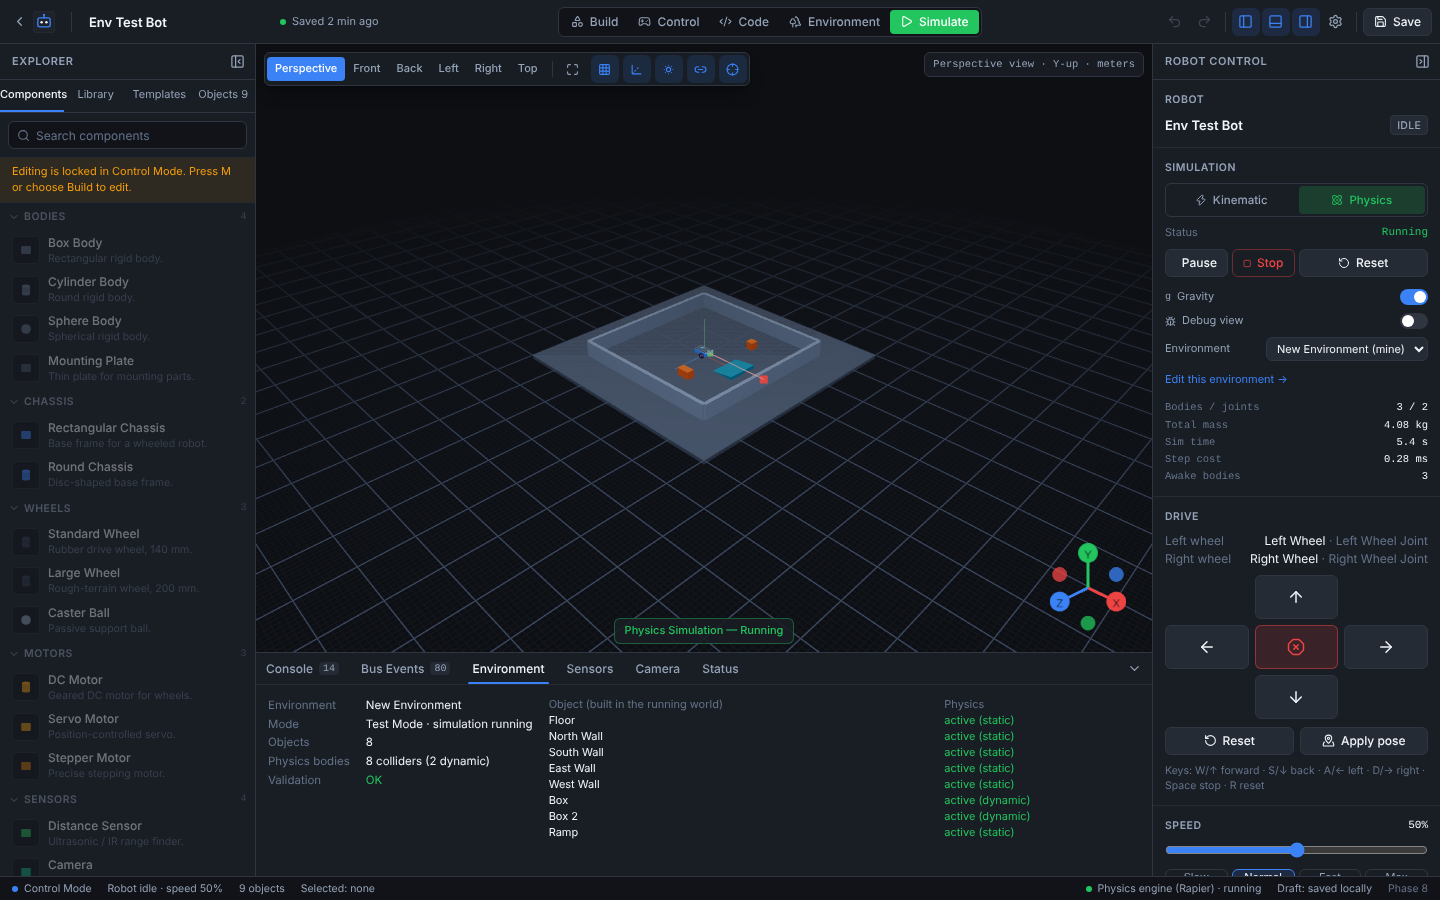 Env Test Bot
Saved 2 min ago
Build
Control
Code
Environment
Simulate
Save
EXPLORER
Components
Library
Templates
Objects 9
Search components
Editing is locked in Control Mode. Press M
or choose Build to edit.
BODIES 4
Box Body
Rectangular rigid body.
Cylinder Body
Round rigid body.
Sphere Body
Spherical rigid body.
Mounting Plate
Thin plate for mounting parts.
CHASSIS 2
Rectangular Chassis
Base frame for a wheeled robot.
Round Chassis
Disc-shaped base frame.
WHEELS 3
Standard Wheel
Rubber drive wheel, 140 mm.
Large Wheel
Rough-terrain wheel, 200 mm.
Caster Ball
Passive support ball.
MOTORS 3
DC Motor
Geared DC motor for wheels.
Servo Motor
Position-controlled servo.
Stepper Motor
Precise stepping motor.
SENSORS 4
Distance Sensor
Ultrasonic / IR range finder.
Camera
Perspective
Front
Back
Left
Right
Top
Perspective view · Y-up · meters
Y
Z
X
Physics Simulation — Running
Console 14
Bus Events 80
Environment
Sensors
Camera
Status
Environment New Environment
Mode Test Mode · simulation running
Objects 8
Physics bodies 8 colliders (2 dynamic)
Validation OK
Object (built in the running world) Physics
Floor active (static)
North Wall active (static)
South Wall active (static)
East Wall active (static)
West Wall active (static)
Box active (dynamic)
Box 2 active (dynamic)
Ramp active (static)
ROBOT CONTROL
ROBOT
Env Test Bot IDLE
SIMULATION
Kinematic
Physics
Status Running
Pause
Stop
Reset
g Gravity
Debug view
Environment New Environment (mine)
Edit this environment →
Bodies / joints 3 / 2
Total mass 4.08 kg
Sim time 5.4 s
Step cost 0.28 ms
Awake bodies 3
DRIVE
Left wheel Left Wheel · Left Wheel Joint
Right wheel Right Wheel · Right Wheel Joint
Reset
Apply pose
Keys: W/↑ forward · S/↓ back · A/← left · D/→ right ·
Space stop · R reset
SPEED 50%
Slow
Normal
Fast
Max
Control Mode
Robot idle · speed 50%
9 objects
Selected: none
Physics engine (Rapier) · running
Draft: saved locally
Phase 8